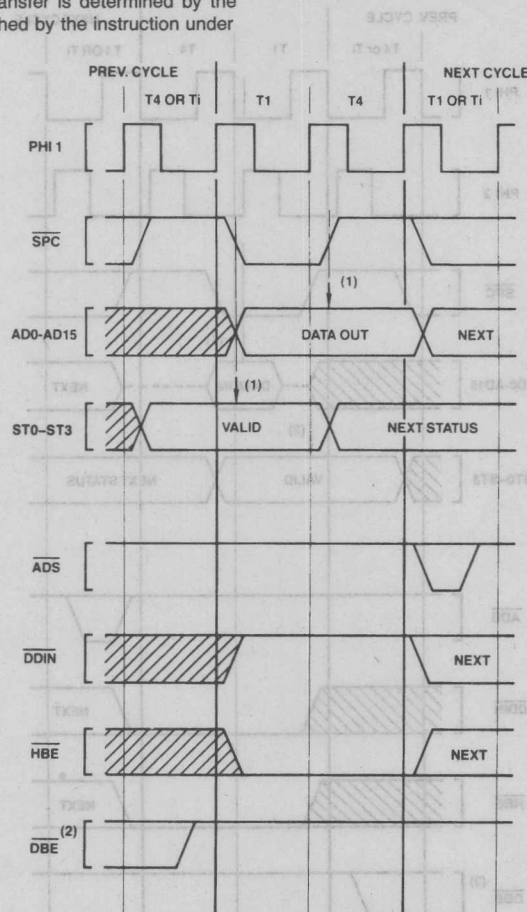 ansfer is determined by the
hed by the instruction under
PREV. CYCLE
NEXT CYCLE
T4 OR Ti
T1
T4
T1 OR Ti
PHI 1
SPC
(1)
AD0-AD15
DATA OUT
NEXT
(1)
ST0–ST3
VALID
NEXT STATUS
ADS
DDIN
NEXT
HBE
NEXT
DBE (2)